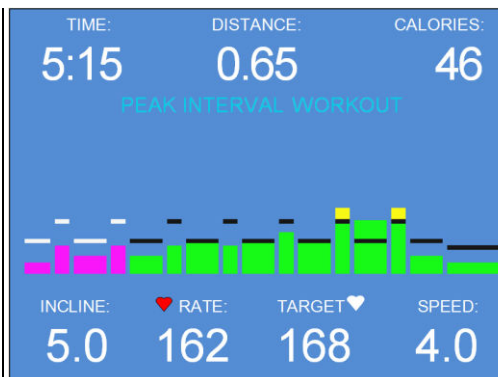 TIME: DISTANCE: CALORIES:
5:15 0.65 46
PEAK INTERVAL WORKOUT
INCLINE: RATE: TARGET SPEED:
5.0 162 168 4.0